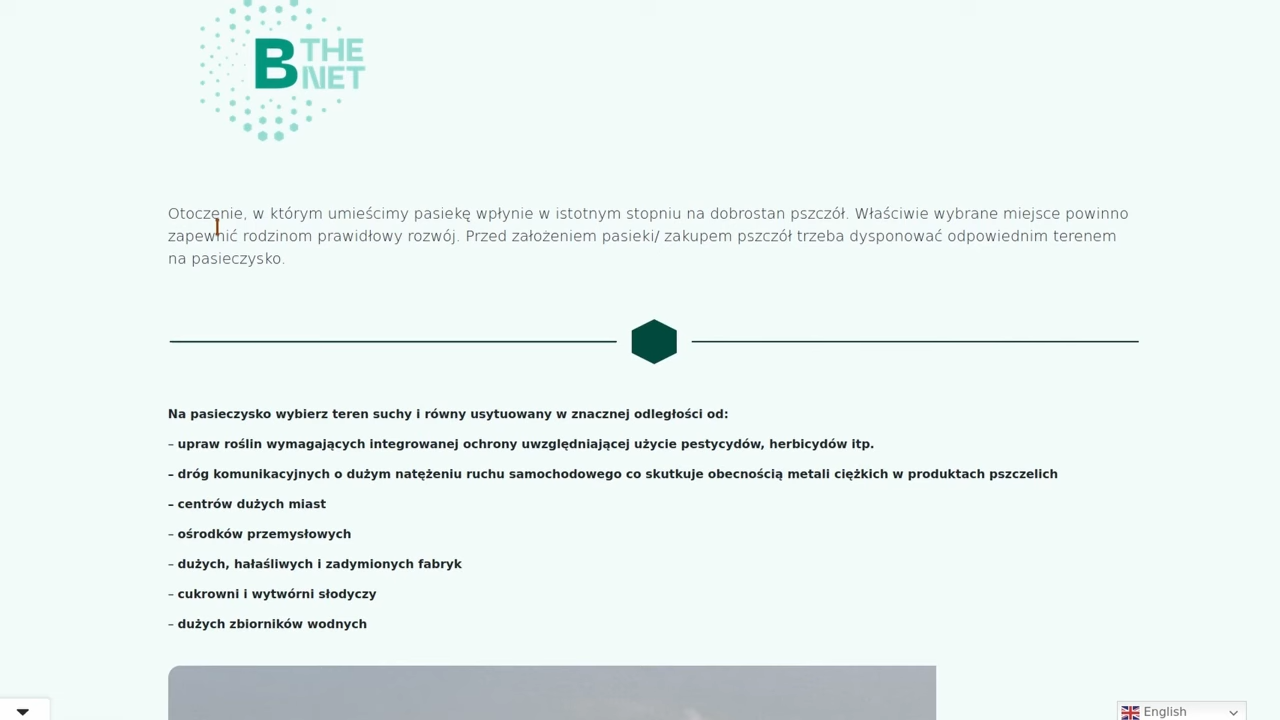 B THE
NET
Otoczenie, w którym umieścimy pasiekę wpłynie w istotnym stopniu na dobrostan pszczół. Właściwie wybrane miejsce powinno
zapewnić rodzinom prawidłowy rozwój. Przed założeniem pasieki/ zakupem pszczół trzeba dysponować odpowiednim terenem
na pasieczysko.
Na pasieczysko wybierz teren suchy i równy usytuowany w znacznej odległości od:
– upraw roślin wymagających integrowanej ochrony uwzględniającej użycie pestycydów, herbicydów itp.
– dróg komunikacyjnych o dużym natężeniu ruchu samochodowego co skutkuje obecnością metali ciężkich w produktach pszczelich
– centrów dużych miast
– ośrodków przemysłowych
– dużych, hałaśliwych i zadymionych fabryk
– cukrowni i wytwórni słodyczy
– dużych zbiorników wodnych
English